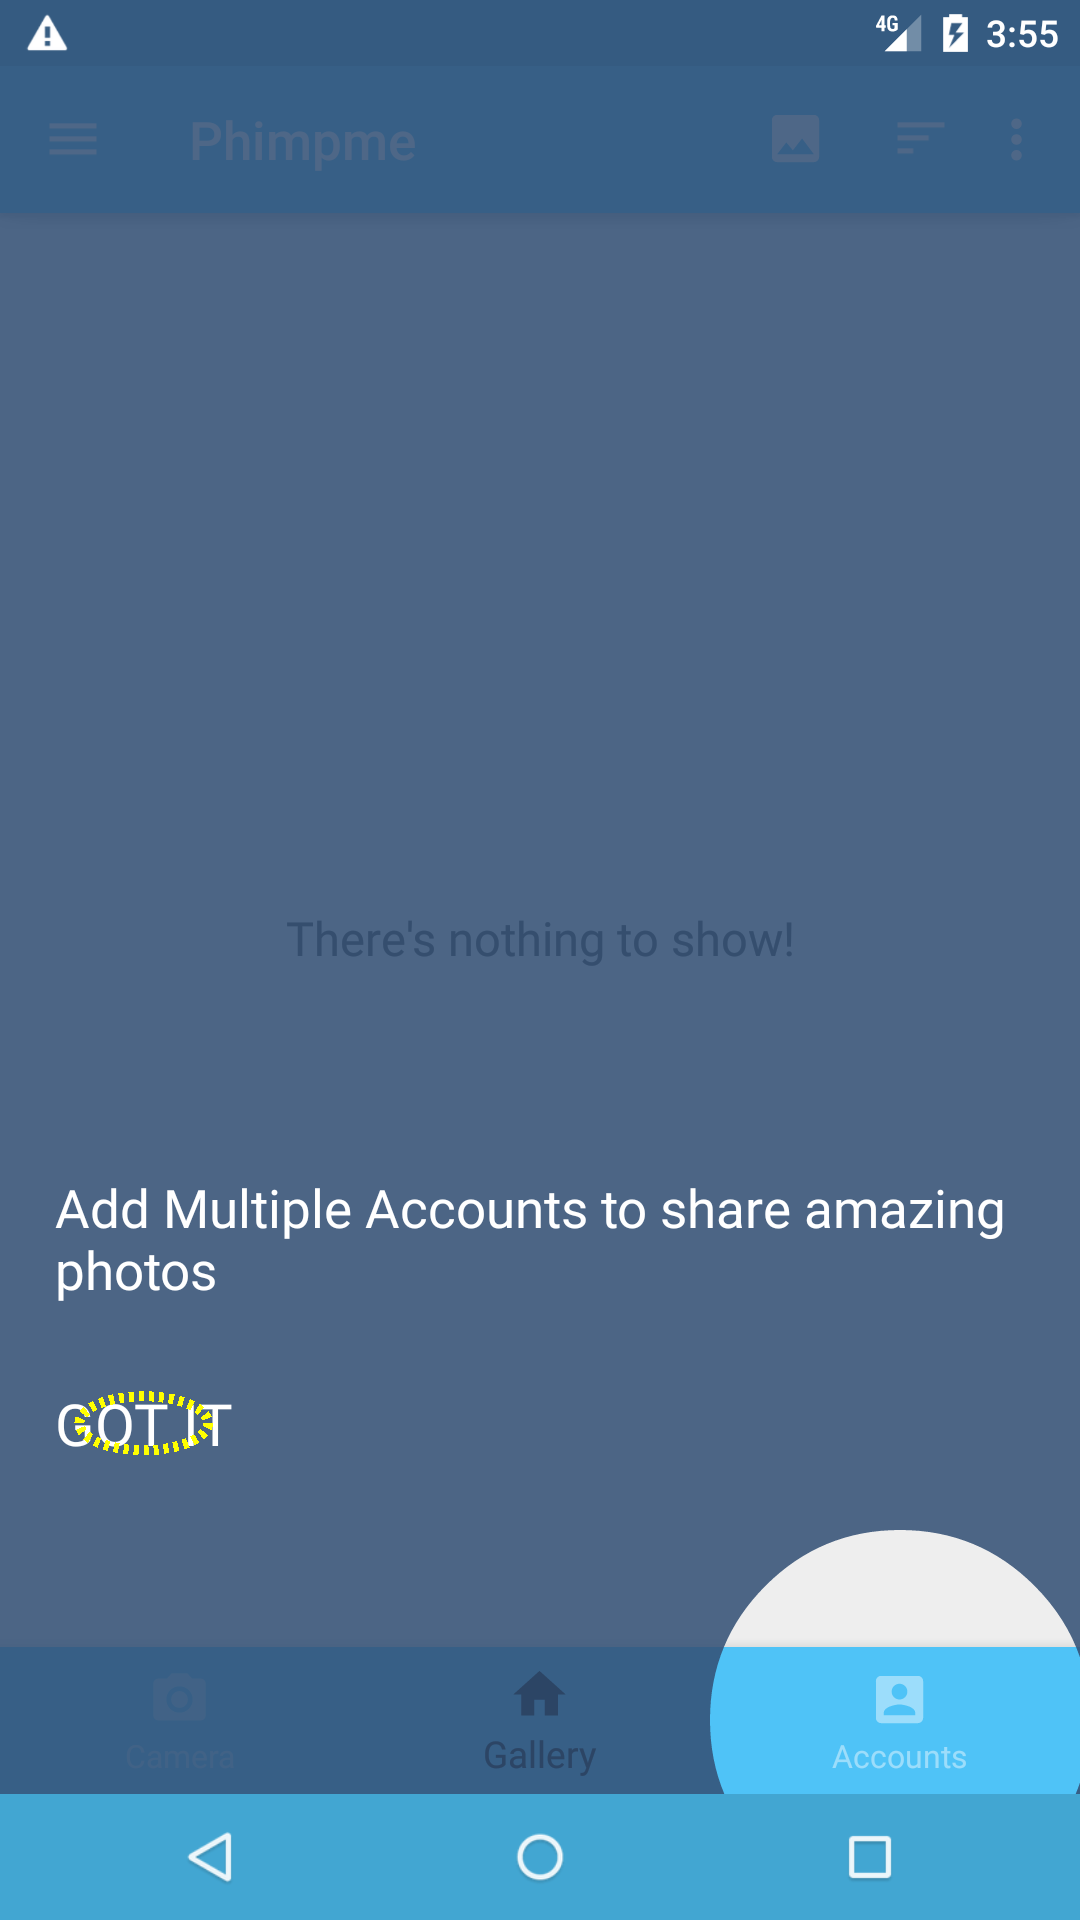 4G 3:55
Phimpme
There's nothing to show!
Add Multiple Accounts to share amazing
photos
GOT IT
Camera Gallery Accounts